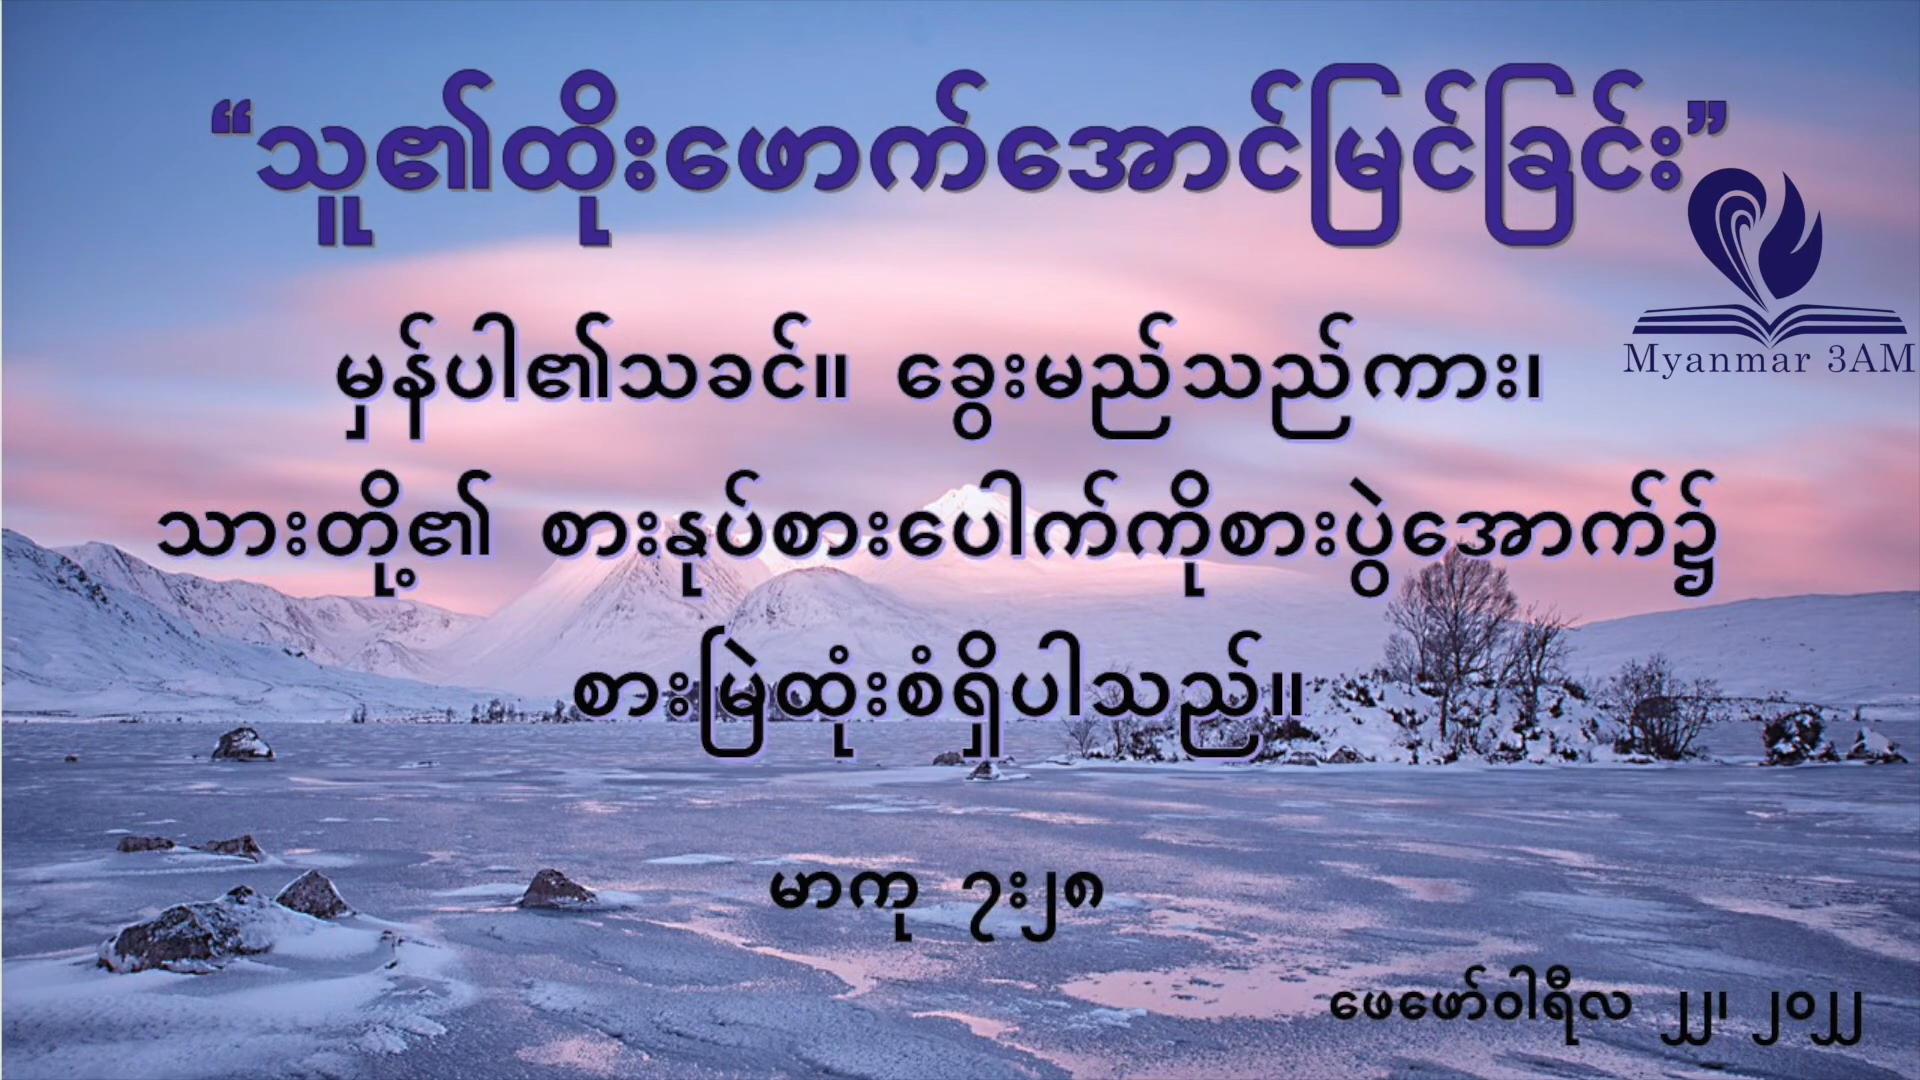 “သူ၏ထိုးဖောက်အောင်မြင်ခြင်း”
Myanmar 3AM
မှန်ပါ၏သခင်။ ခွေးမည်သည်ကား၊
သားတို့၏ စားနုပ်စားပေါက်ကိုစားပွဲအောက်၌
စားမြဲထုံးစံရှိပါသည်။
မာကု ၇း၂၈
ဖေဖော်ဝါရီလ ၂၂၊ ၂၀၂၂